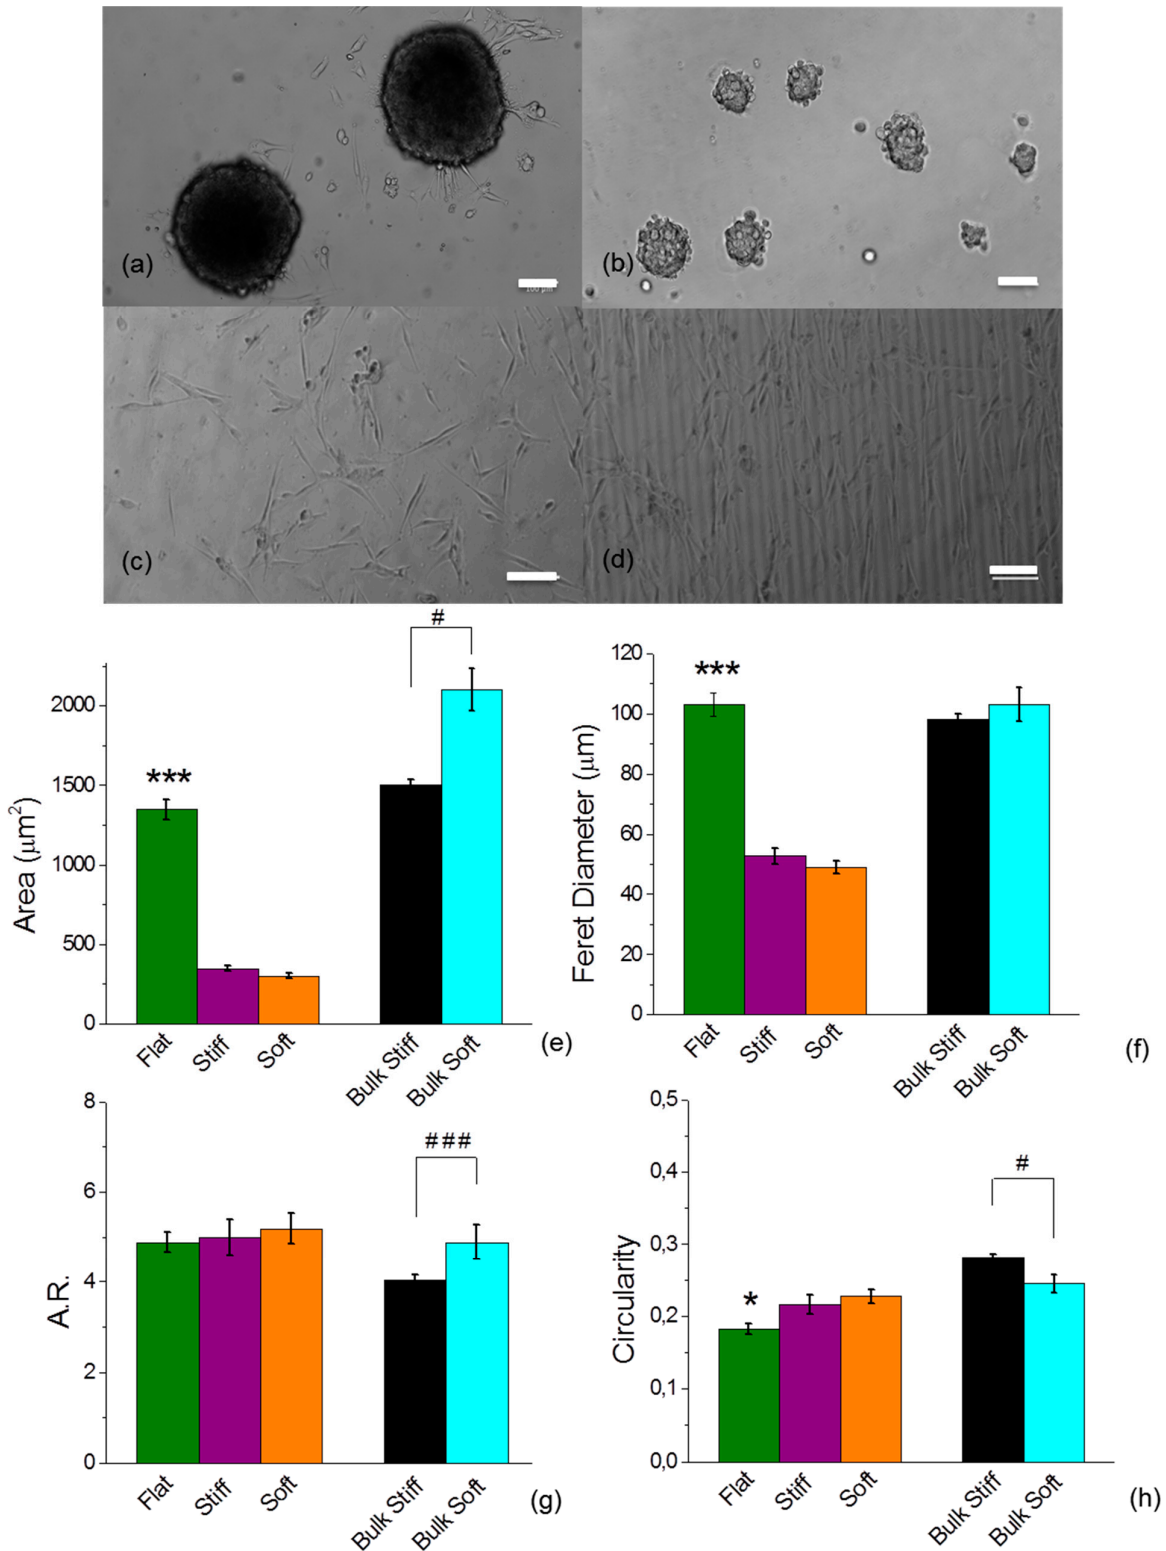 (a)
100 µm
(b)
(c)
(d)
#
***
2000
1500
1000
500
0
Area (µm²)
Flat
Stiff
Soft
Bulk Stiff
Bulk Soft
(e)
***
120
100
80
60
40
20
0
Feret Diameter (µm)
Flat
Stiff
Soft
Bulk Stiff
Bulk Soft
(f)
###
8
6
4
2
0
A.R.
Flat
Stiff
Soft
Bulk Stiff
Bulk Soft
(g)
#
*
0,5
0,4
0,3
0,2
0,1
0,0
Circularity
Flat
Stiff
Soft
Bulk Stiff
Bulk Soft
(h)